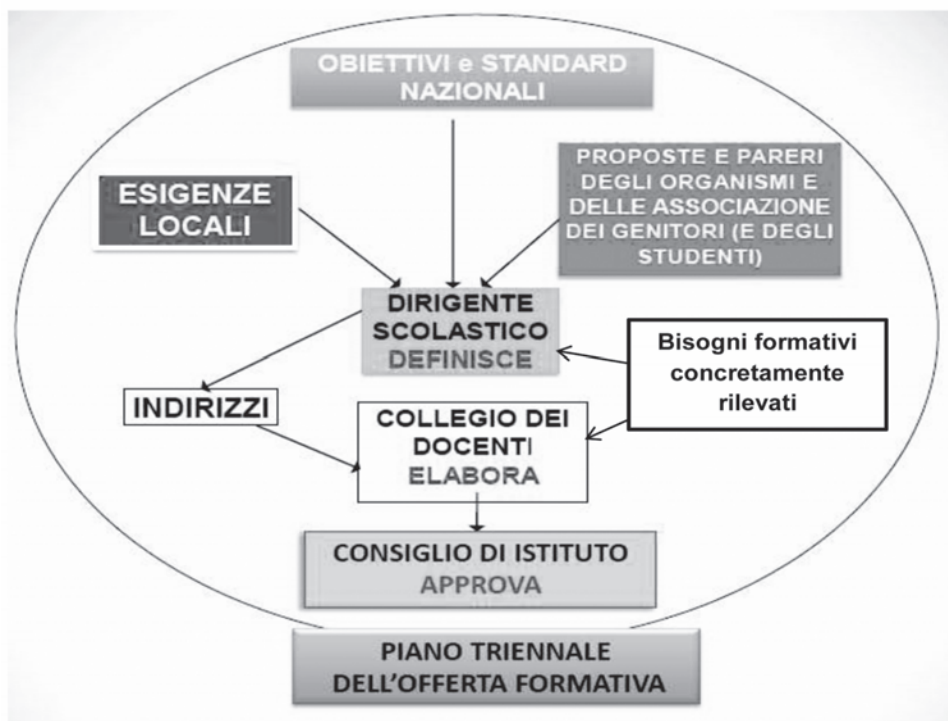 OBIETTIVI e STANDARD
NAZIONALI
ESIGENZE
LOCALI
PROPOSTE E PARERI
DEGLI ORGANISMI E
DELLE ASSOCIAZIONE
DEI GENITORI (E DEGLI
STUDENTI)
DIRIGENTE
SCOLASTICO
DEFINISCE
Bisogni formativi
concretamente
rilevati
INDIRIZZI
COLLEGIO DEI
DOCENTI
ELABORA
CONSIGLIO DI ISTITUTO
APPROVA
PIANO TRIENNALE
DELL’OFFERTA FORMATIVA